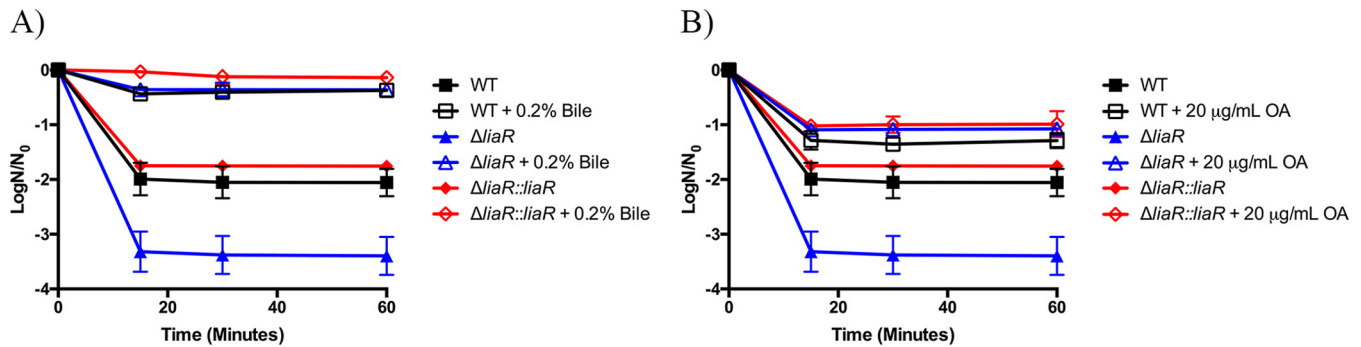 A)
LogN/N0
0
-1
-2
-3
-4
0
20
40
60
Time (Minutes)
WT
WT + 0.2% Bile
ΔliaR
ΔliaR + 0.2% Bile
ΔliaR::liaR
ΔliaR::liaR + 0.2% Bile
B)
LogN/N0
0
-1
-2
-3
-4
0
20
40
60
Time (Minutes)
WT
WT + 20 μg/mL OA
ΔliaR
ΔliaR + 20 μg/mL OA
ΔliaR::liaR
ΔliaR::liaR + 20 μg/mL OA